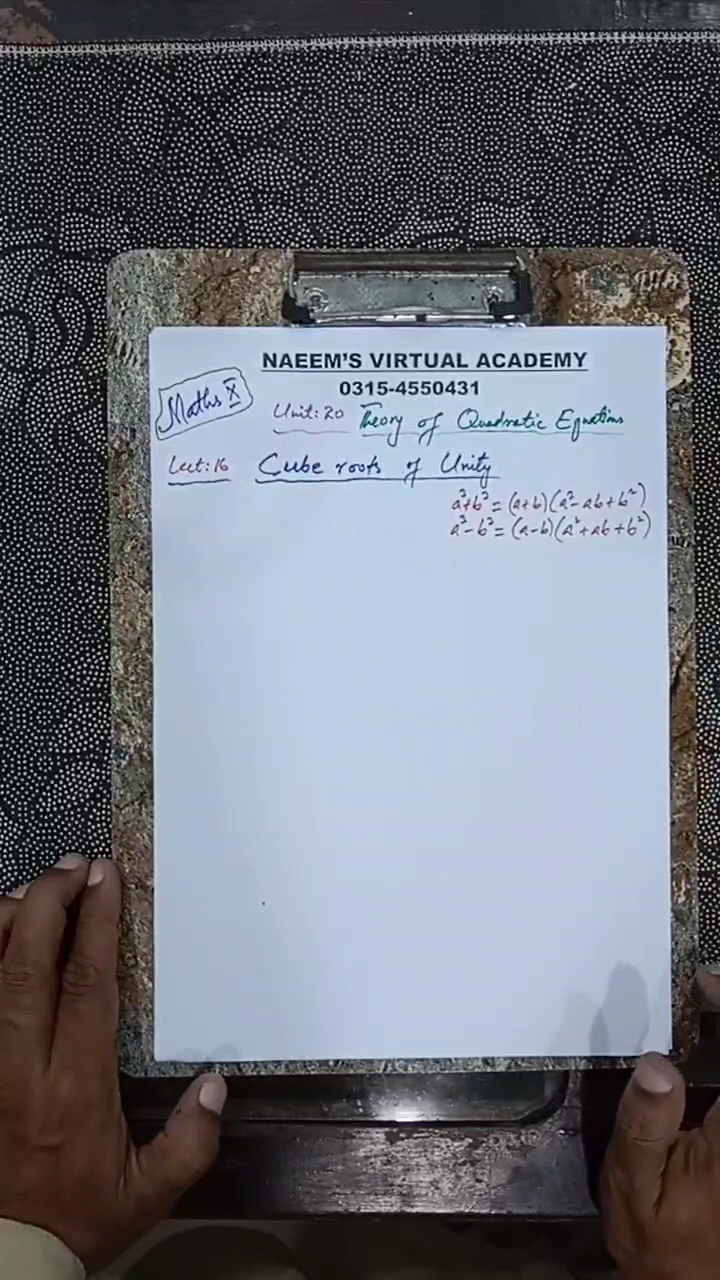 NAEEM'S VIRTUAL ACADEMY
0315-4550431
Maths X
Unit: 20 Theory of Quadratic Equations
Lect: 16 Cube roots of Unity
a³+b³ = (a+b)(a²-ab+b²)
a³-b³ = (a-b)(a²+ab+b²)